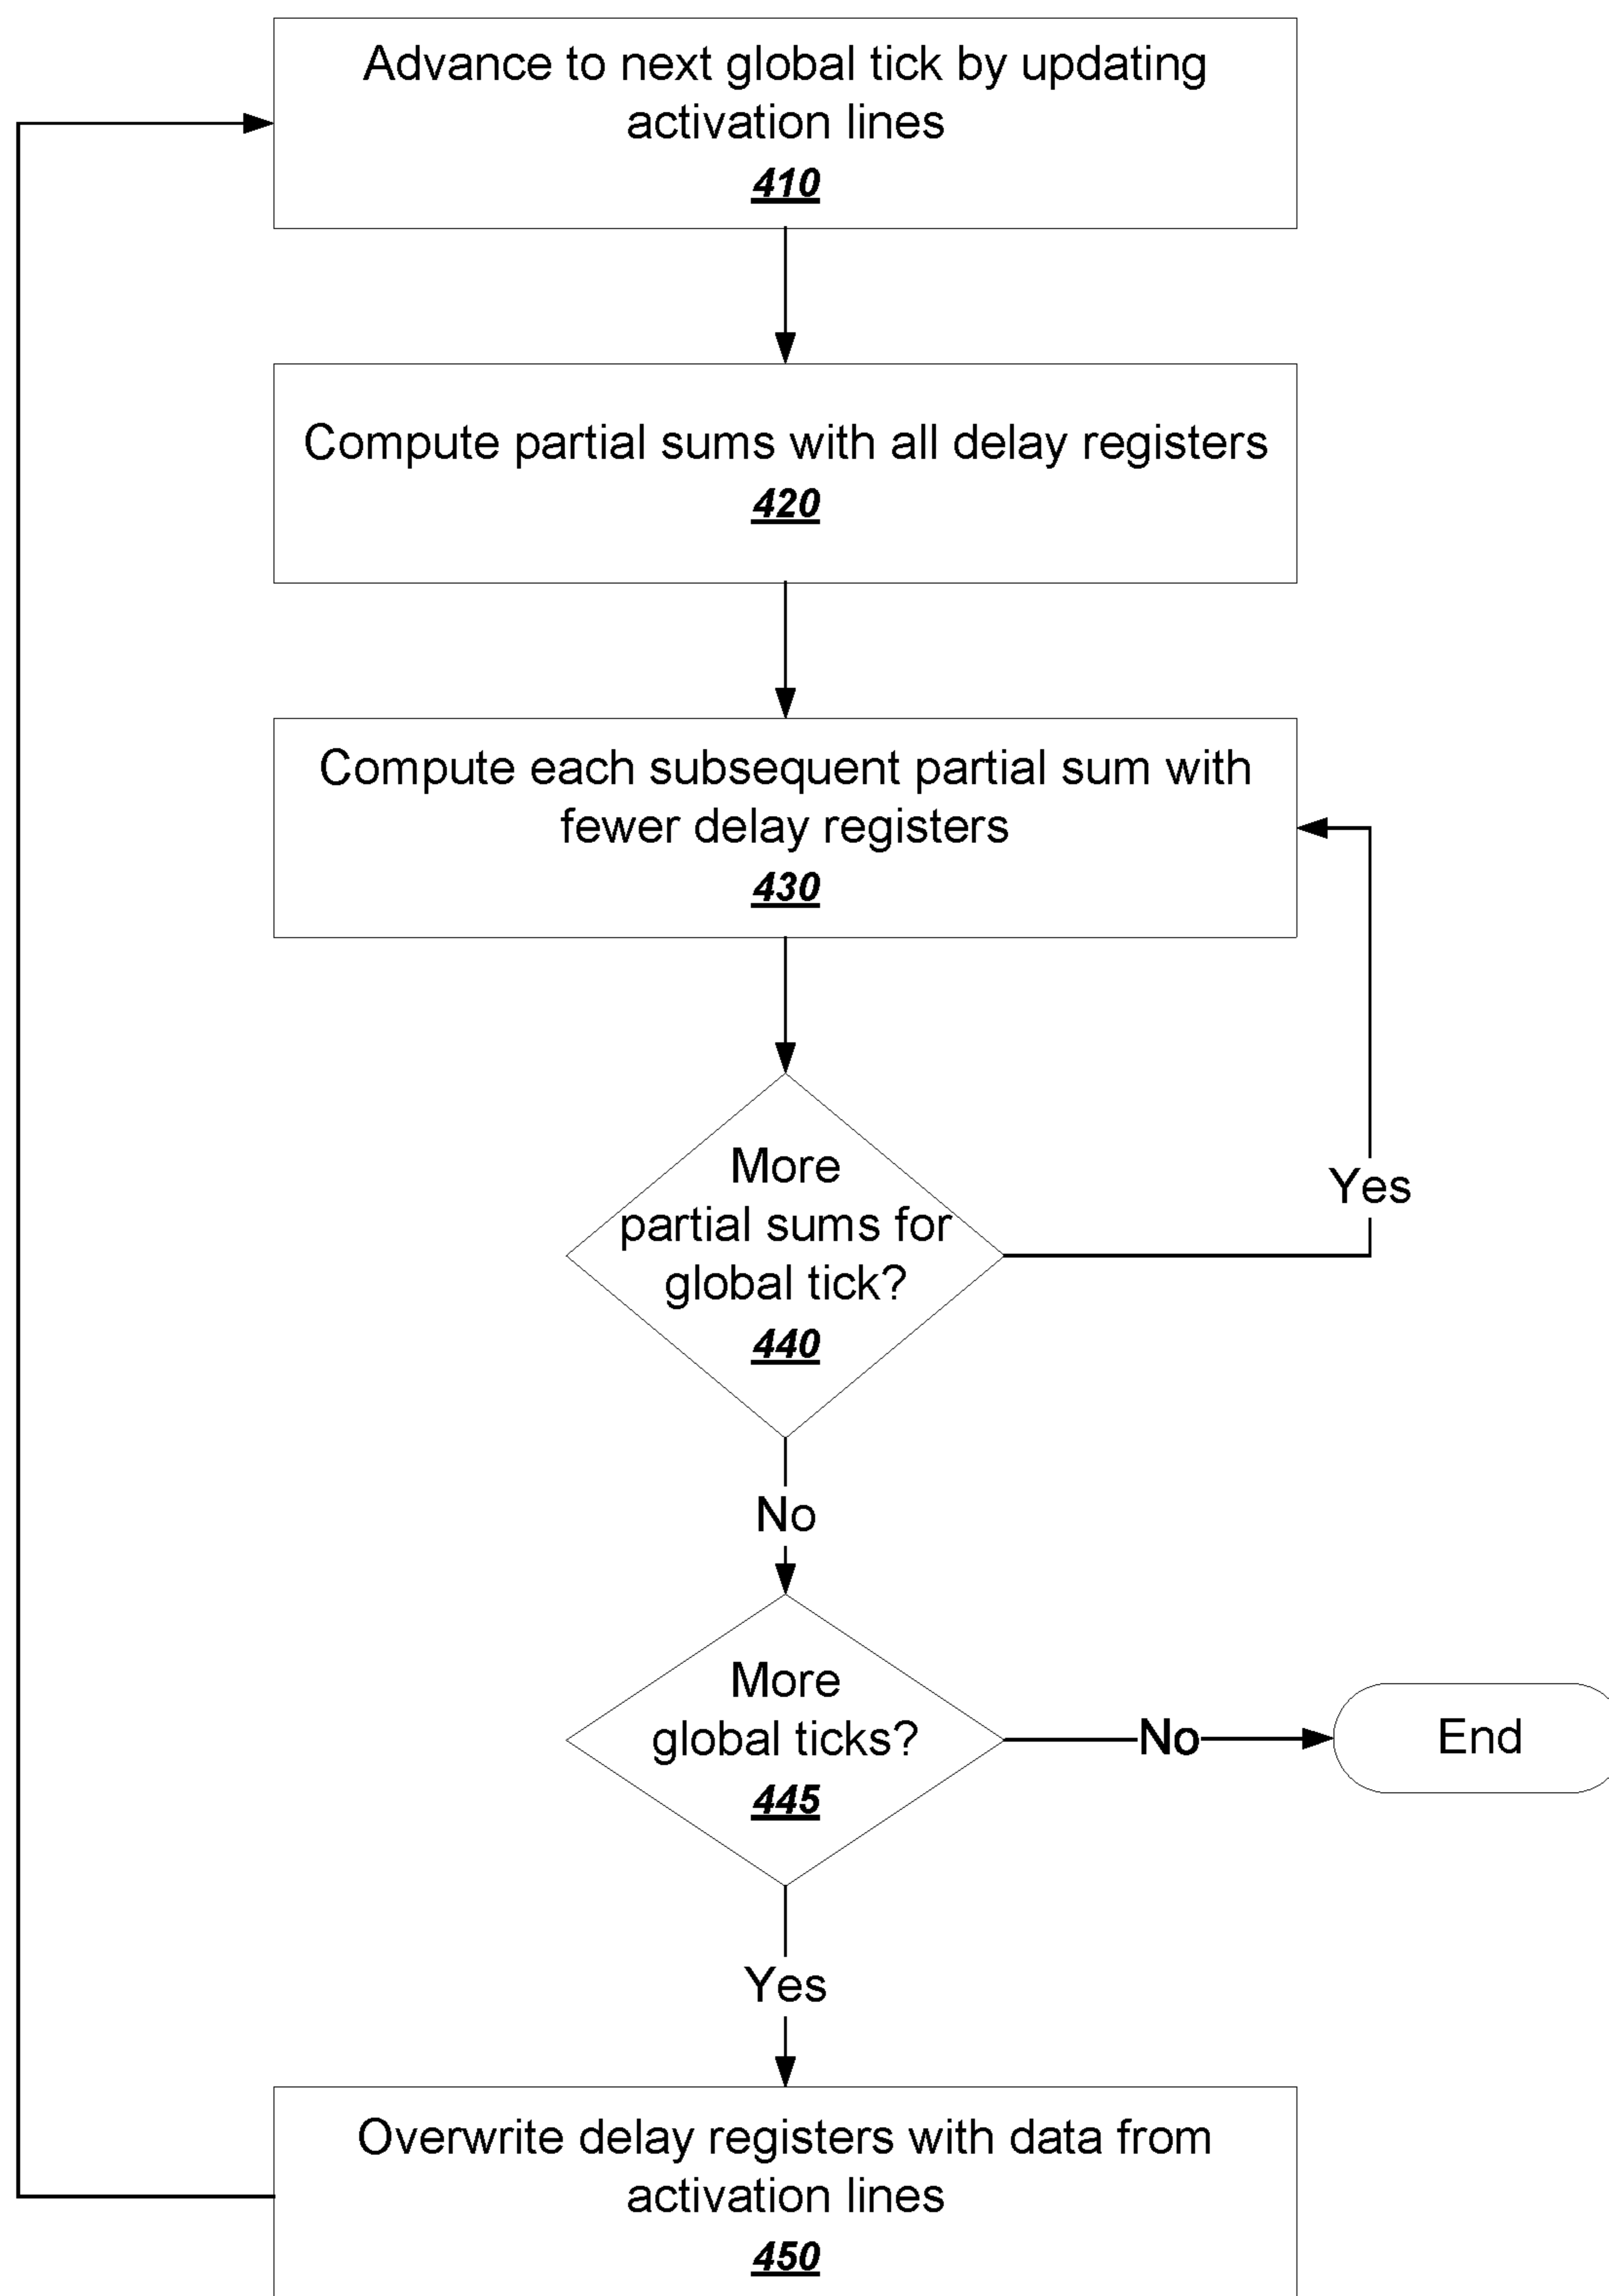 Advance to next global tick by updating
activation lines
410
Compute partial sums with all delay registers
420
Compute each subsequent partial sum with
fewer delay registers
430
More
partial sums for
global tick?
440
Yes
No
More
global ticks?
445
No
End
Yes
Overwrite delay registers with data from
activation lines
450